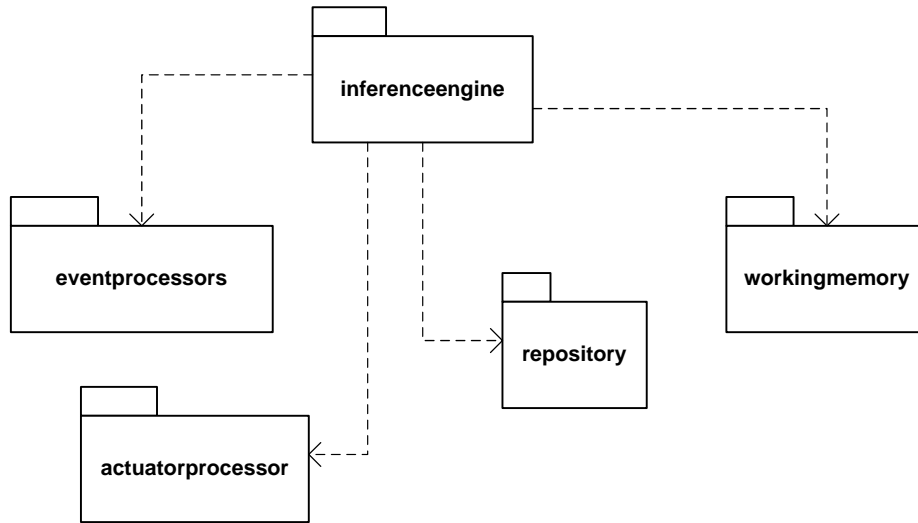 inferenceengine
eventprocessors
workingmemory
repository
actuatorprocessor